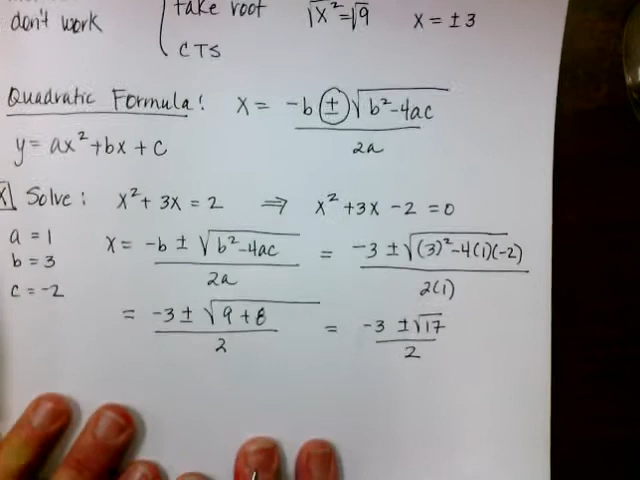 take root √x² = √9 x = ±3
don't work
CTS
Quadratic Formula! x = (-b ± √(b²-4ac)) / 2a
y = ax² + bx + c
x] Solve: x² + 3x = 2 ⇒ x² + 3x - 2 = 0
a = 1 x = (-b ± √(b²-4ac)) / 2a = (-3 ± √((3)²-4(1)(-2))) / 2(1)
b = 3
c = -2
= (-3 ± √(9+8)) / 2 = (-3 ± √17) / 2